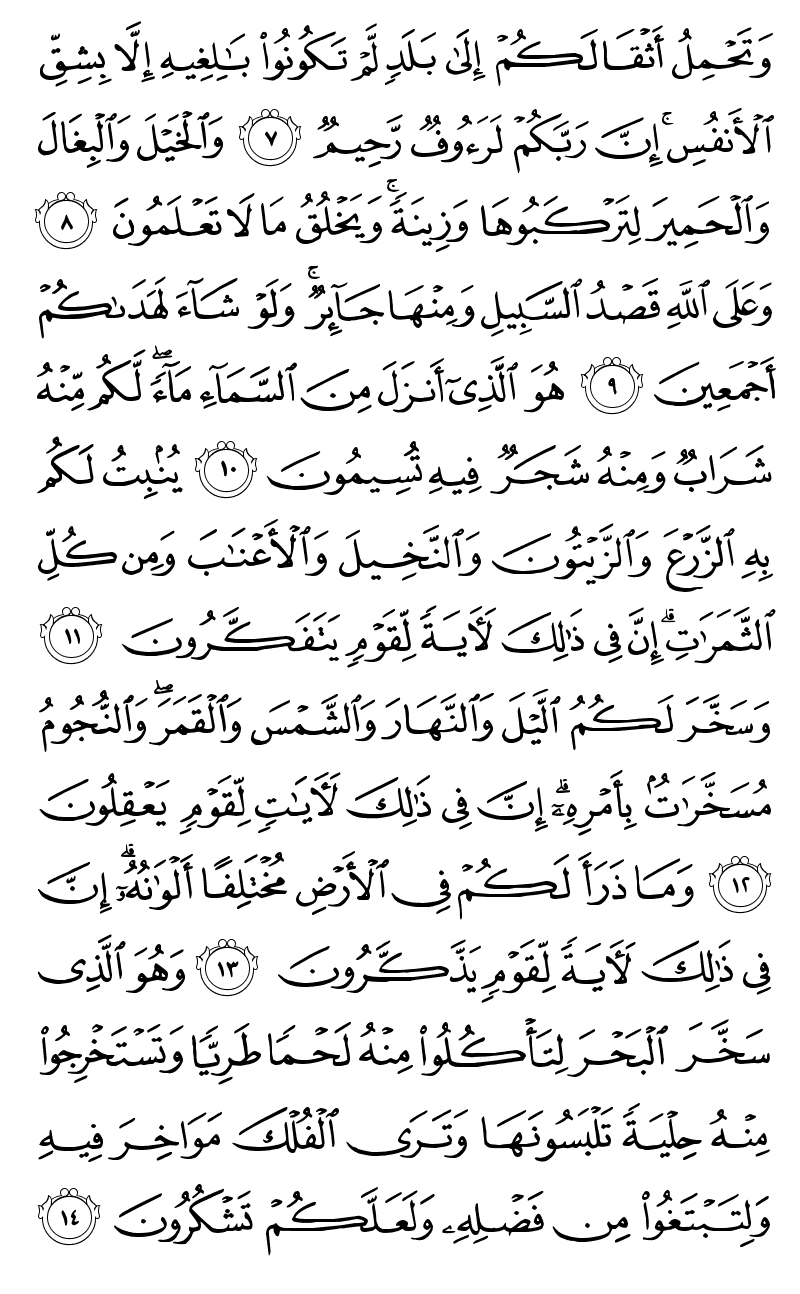 وَتَحْمِلُ أَثْقَالَكُمْ إِلَىٰ بَلَدٍ لَّمْ تَكُونُوا۟ بَـٰلِغِيهِ إِلَّا بِشِقِّ
ٱلْأَنفُسِ ۚ إِنَّ رَبَّكُمْ لَرَءُوفٌ رَّحِيمٌ ٧ وَٱلْخَيْلَ وَٱلْبِغَالَ
وَٱلْحَمِيرَ لِتَرْكَبُوهَا وَزِينَةً ۚ وَيَخْلُقُ مَا لَا تَعْلَمُونَ ٨
وَعَلَى ٱللَّهِ قَصْدُ ٱلسَّبِيلِ وَمِنْهَا جَآئِرٌ ۚ وَلَوْ شَآءَ لَهَدَىٰكُمْ
أَجْمَعِينَ ٩ هُوَ ٱلَّذِىٓ أَنزَلَ مِنَ ٱلسَّمَآءِ مَآءً ۖ لَّكُم مِّنْهُ
شَرَابٌ وَمِنْهُ شَجَرٌ فِيهِ تُسِيمُونَ ١٠ يُنۢبِتُ لَكُم
بِهِ ٱلزَّرْعَ وَٱلزَّيْتُونَ وَٱلنَّخِيلَ وَٱلْأَعْنَـٰبَ وَمِن كُلِّ
ٱلثَّمَرَٰتِ ۗ إِنَّ فِى ذَٰلِكَ لَـَٔايَةً لِّقَوْمٍ يَتَفَكَّرُونَ ١١
وَسَخَّرَ لَكُمُ ٱلَّيْلَ وَٱلنَّهَارَ وَٱلشَّمْسَ وَٱلْقَمَرَ ۖ وَٱلنُّجُومُ
مُسَخَّرَٰتٌۢ بِأَمْرِهِۦٓ ۗ إِنَّ فِى ذَٰلِكَ لَـَٔايَـٰتٍ لِّقَوْمٍ يَعْقِلُونَ
١٢ وَمَا ذَرَأَ لَكُمْ فِى ٱلْأَرْضِ مُخْتَلِفًا أَلْوَٰنُهُۥٓ ۗ إِنَّ
فِى ذَٰلِكَ لَـَٔايَةً لِّقَوْمٍ يَذَّكَّرُونَ ١٣ وَهُوَ ٱلَّذِى
سَخَّرَ ٱلْبَحْرَ لِتَأْكُلُوا۟ مِنْهُ لَحْمًا طَرِيًّا وَتَسْتَخْرِجُوا۟
مِنْهُ حِلْيَةً تَلْبَسُونَهَا وَتَرَى ٱلْفُلْكَ مَوَاخِرَ فِيهِ
وَلِتَبْتَغُوا۟ مِن فَضْلِهِۦ وَلَعَلَّكُمْ تَشْكُرُونَ ١٤